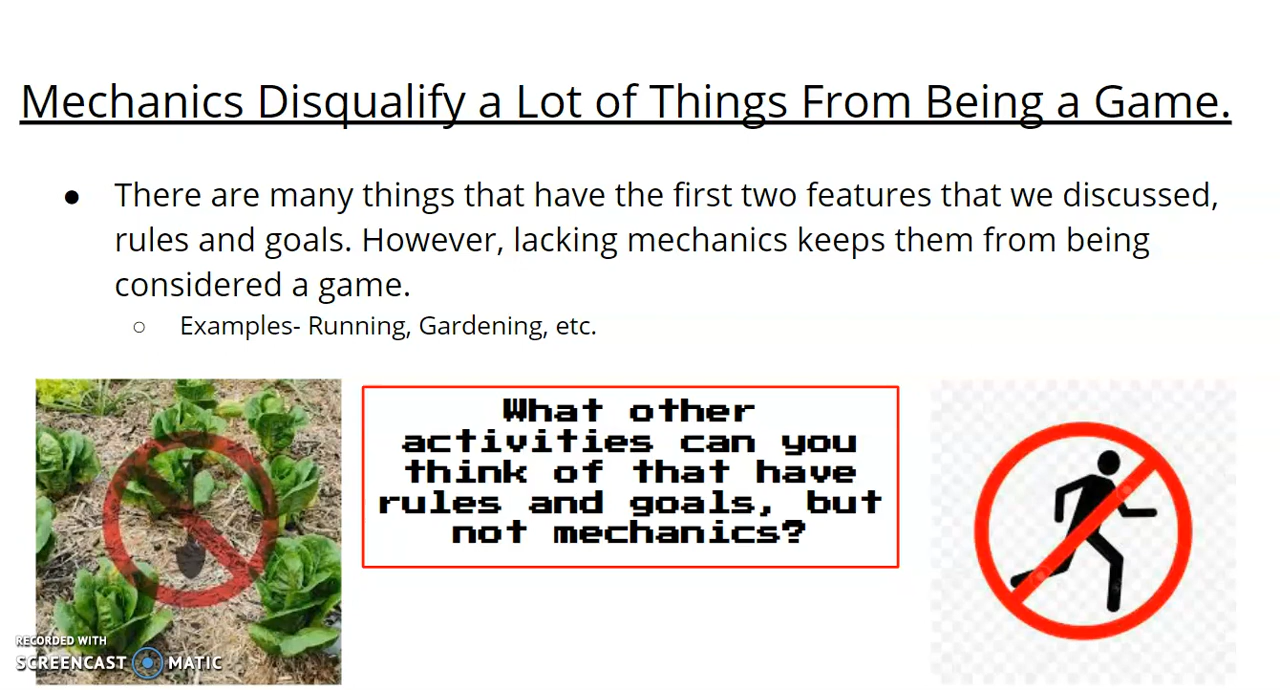 Mechanics Disqualify a Lot of Things From Being a Game.
● There are many things that have the first two features that we discussed,
rules and goals. However, lacking mechanics keeps them from being
considered a game.
○ Examples- Running, Gardening, etc.
What other
activities can you
think of that have
rules and goals, but
not mechanics?
RECORDED WITH
SCREENCAST MATIC